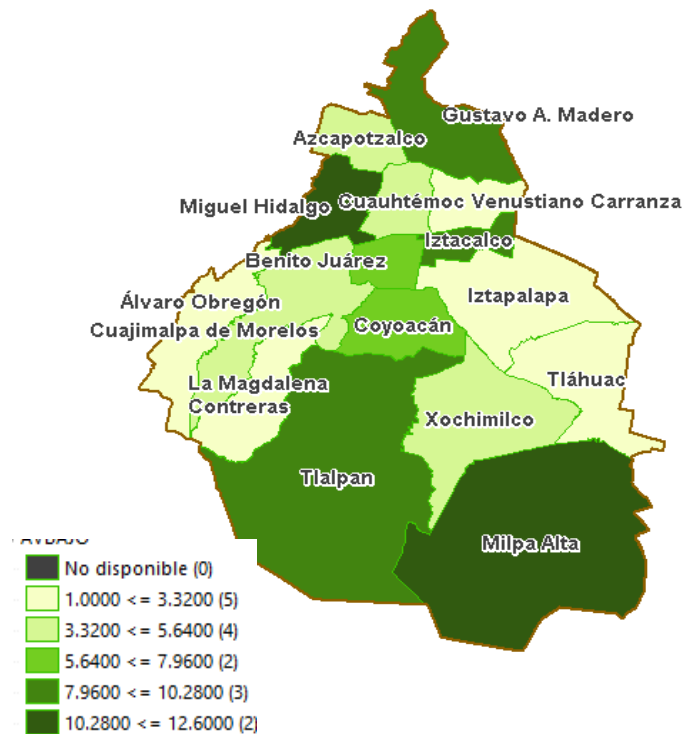 Gustavo A. Madero
Azcapotzalco
Miguel Hidalgo
Cuauhtémoc
Venustiano Carranza
Iztacalco
Benito Juárez
Iztapalapa
Álvaro Obregón
Cuajimalpa de Morelos
Coyoacán
La Magdalena
Contreras
Tláhuac
Xochimilco
Tlalpan
Milpa Alta
No disponible (0)
1.0000 <= 3.3200 (5)
3.3200 <= 5.6400 (4)
5.6400 <= 7.9600 (2)
7.9600 <= 10.2800 (3)
10.2800 <= 12.6000 (2)